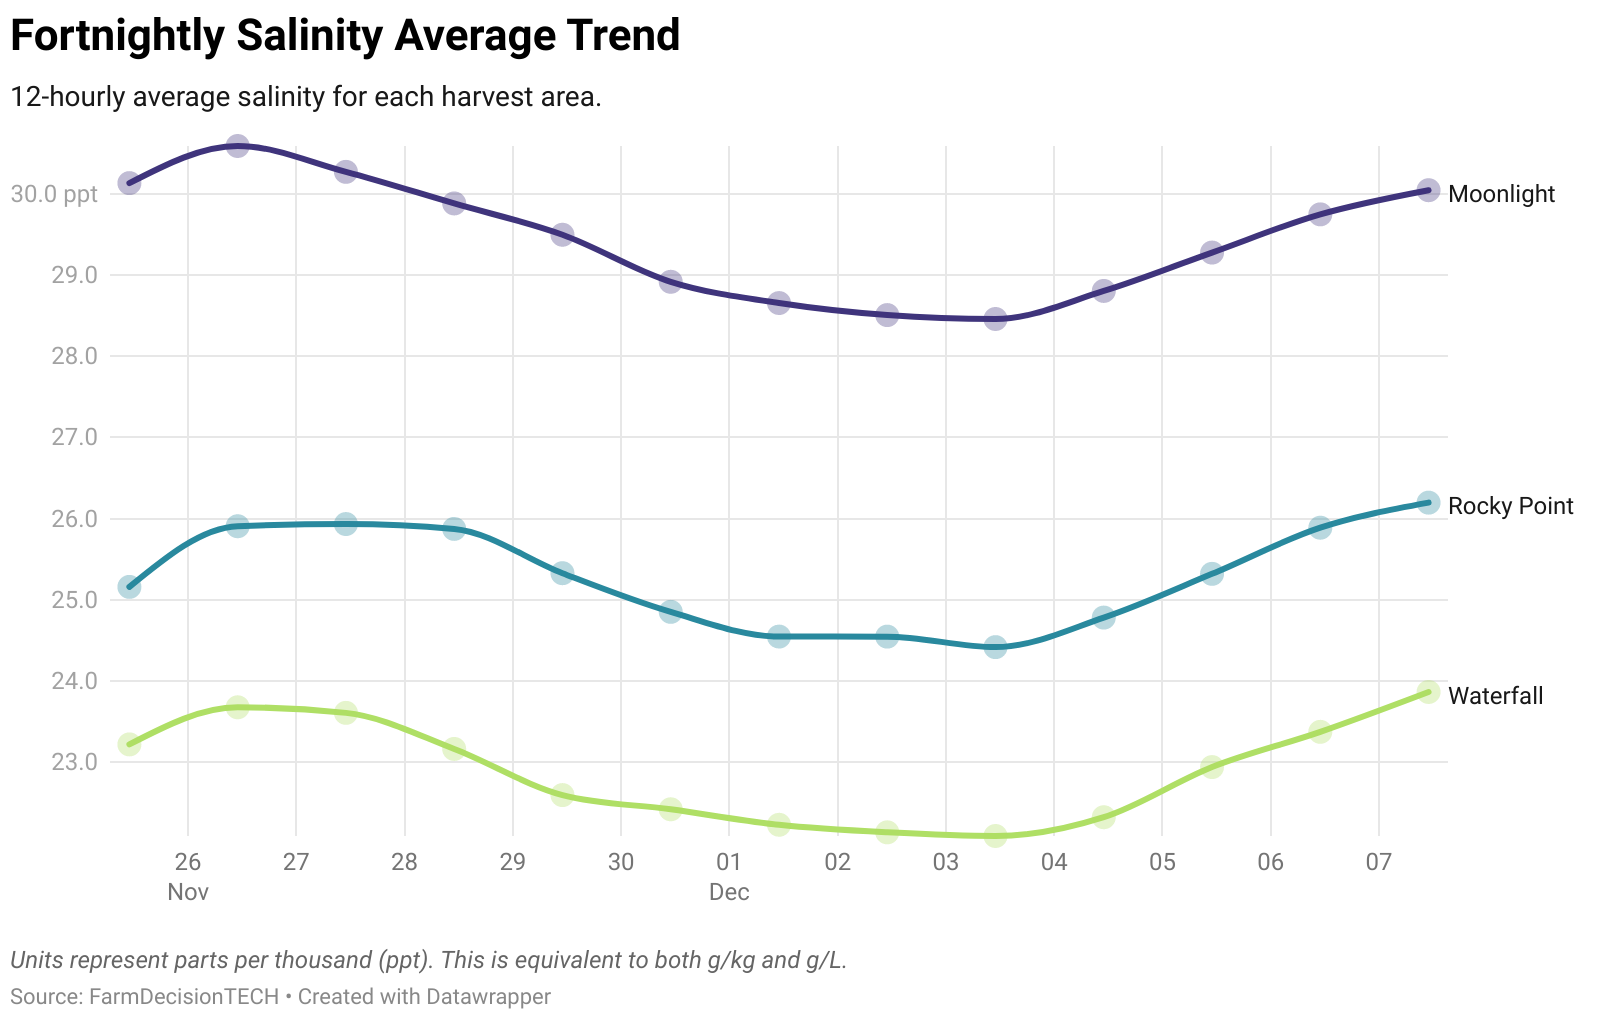 Fortnightly Salinity Average Trend
12-hourly average salinity for each harvest area.
30.0 ppt
29.0
28.0
27.0
26.0
25.0
24.0
23.0
Moonlight
Rocky Point
Waterfall
26 27 28 29 30 01 02 03 04 05 06 07
Nov Dec
Units represent parts per thousand (ppt). This is equivalent to both g/kg and g/L.
Source: FarmDecisionTECH • Created with Datawrapper